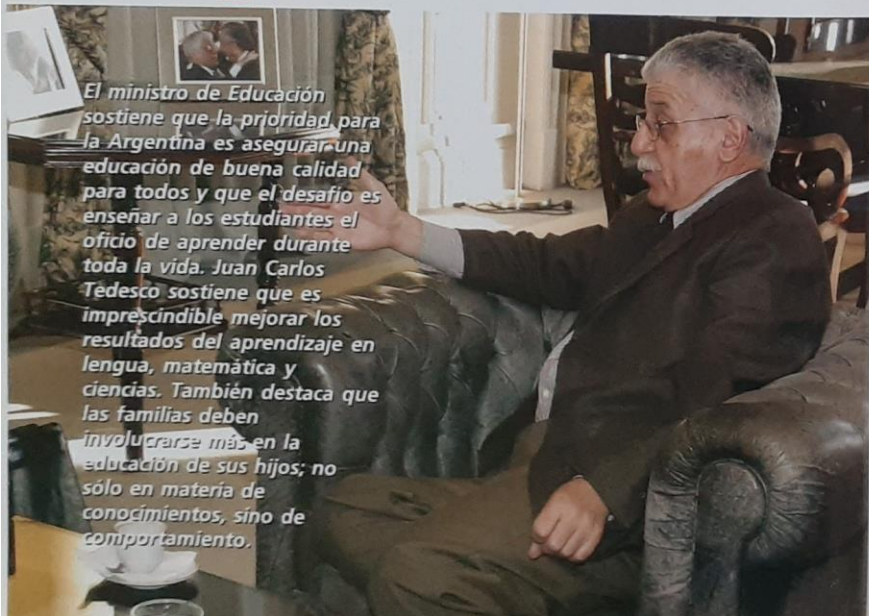 El ministro de Educación
sostiene que la prioridad para
la Argentina es asegurar una
educación de buena calidad
para todos y que el desafío es
enseñar a los estudiantes el
oficio de aprender durante
toda la vida. Juan Carlos
Tedesco sostiene que es
imprescindible mejorar los
resultados del aprendizaje en
lengua, matemática y
ciencias. También destaca que
las familias deben
involucrarse más en la
educación de sus hijos; no
sólo en materia de
conocimientos, sino de
comportamiento.